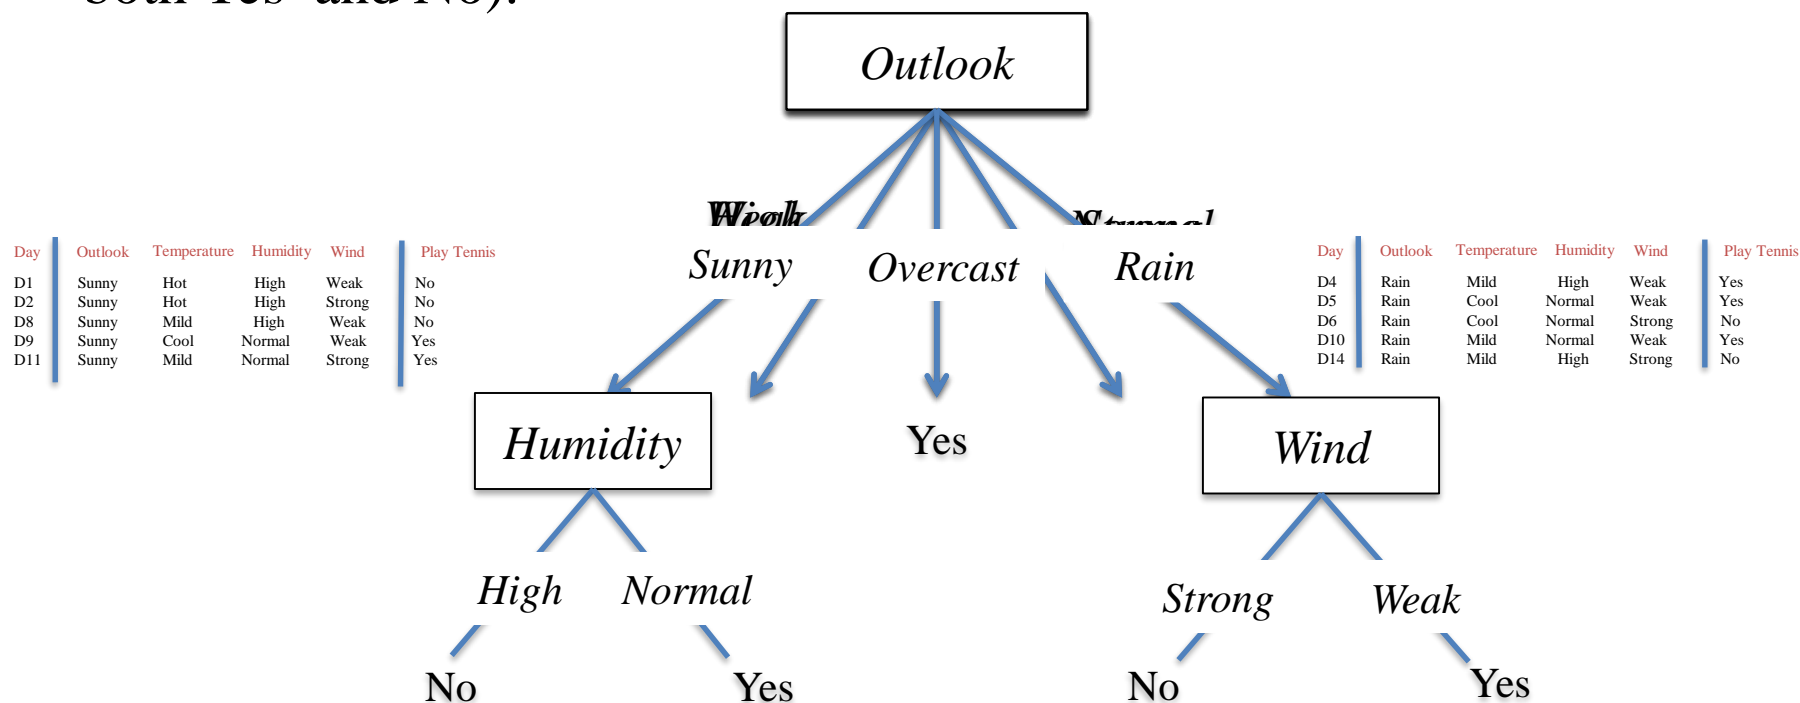 both Yes and No).
Outlook
Sunny Overcast Rain
Day Outlook Temperature Humidity Wind Play Tennis
D1 Sunny Hot High Weak No
D2 Sunny Hot High Strong No
D8 Sunny Mild High Weak No
D9 Sunny Cool Normal Weak Yes
D11 Sunny Mild Normal Strong Yes
Day Outlook Temperature Humidity Wind Play Tennis
D4 Rain Mild High Weak Yes
D5 Rain Cool Normal Weak Yes
D6 Rain Cool Normal Strong No
D10 Rain Mild Normal Weak Yes
D14 Rain Mild High Strong No
Humidity Yes Wind
High Normal Strong Weak
No Yes No Yes